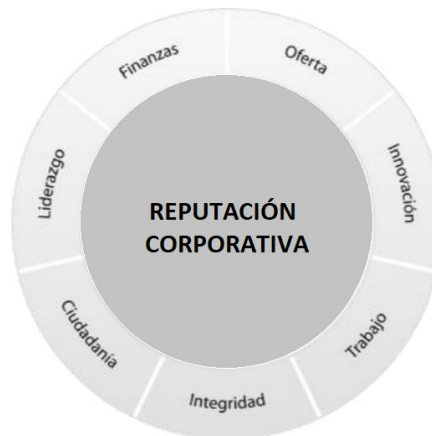 Finanzas
Oferta
Innovación
Trabajo
Integridad
Ciudadanía
Liderazgo
REPUTACIÓN
CORPORATIVA